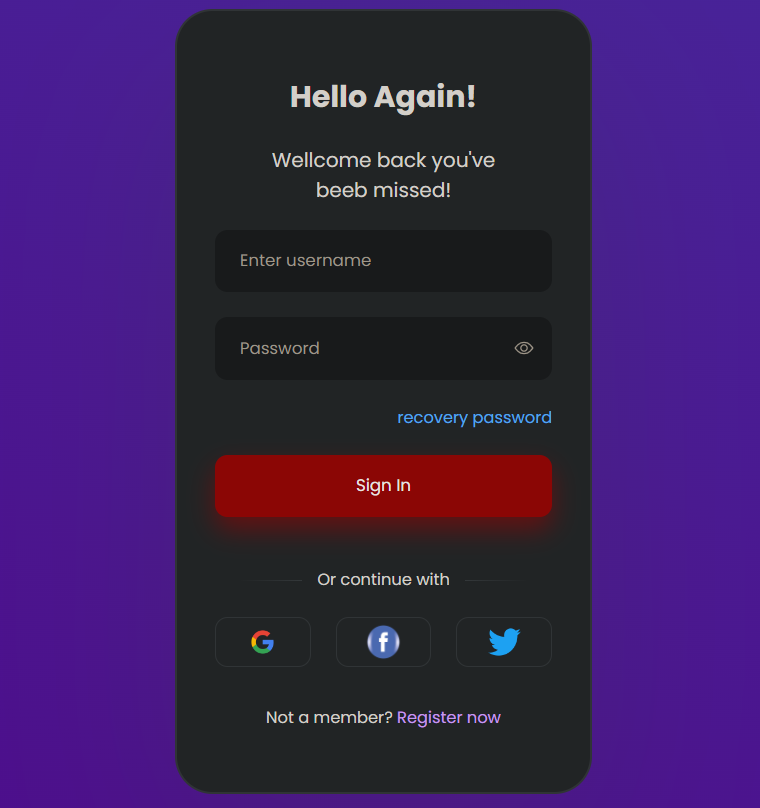 Hello Again!
Wellcome back you've
beeb missed!
Enter username
Password
recovery password
Sign In
Or continue with
Not a member? Register now